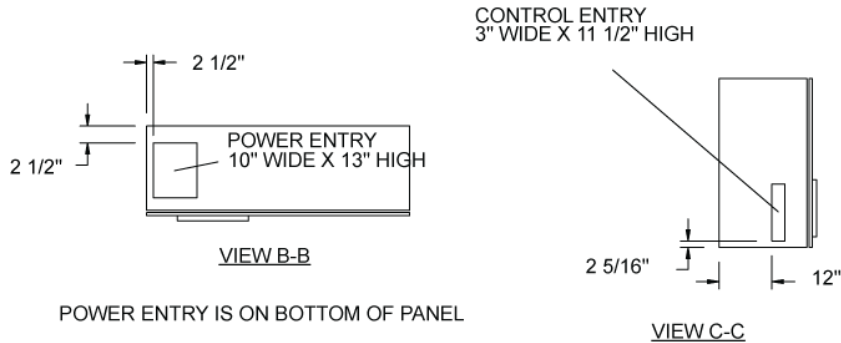 CONTROL ENTRY
3" WIDE X 11 1/2" HIGH
2 1/2"
POWER ENTRY
10" WIDE X 13" HIGH
2 1/2"
VIEW B-B
2 5/16"
12"
POWER ENTRY IS ON BOTTOM OF PANEL
VIEW C-C